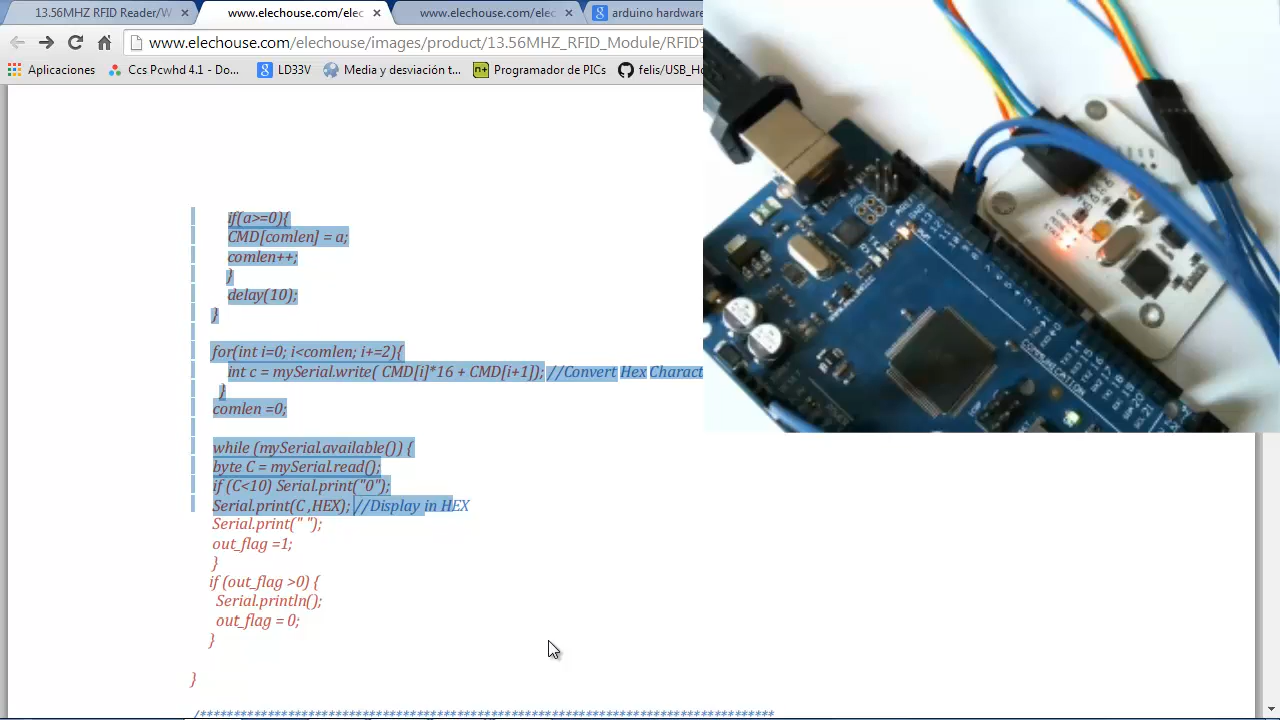 13.56MHZ RFID Reader/W
www.elechouse.com/elec
www.elechouse.com/elec
arduino hardware
www.elechouse.com/elechouse/images/product/13.56MHZ_RFID_Module/RFID
Aplicaciones
Ccs Pcwhd 4.1 - Do...
LD33V
Media y desviación t...
n+ Programador de PICs
felis/USB_Ho
if(a>=0){
CMD[comlen] = a;
comlen++;
}
delay(10);
}
for(int i=0; i<comlen; i+=2){
int c = mySerial.write( CMD[i]*16 + CMD[i+1]); //Convert Hex Charact
}
comlen =0;
while (mySerial.available()) {
byte C = mySerial.read();
if (C<10) Serial.print("0");
Serial.print(C ,HEX); //Display in HEX
Serial.print(" ");
out_flag =1;
}
if (out_flag >0) {
Serial.println();
out_flag = 0;
}
}
/*************************************************************************************
COMMUNICATION